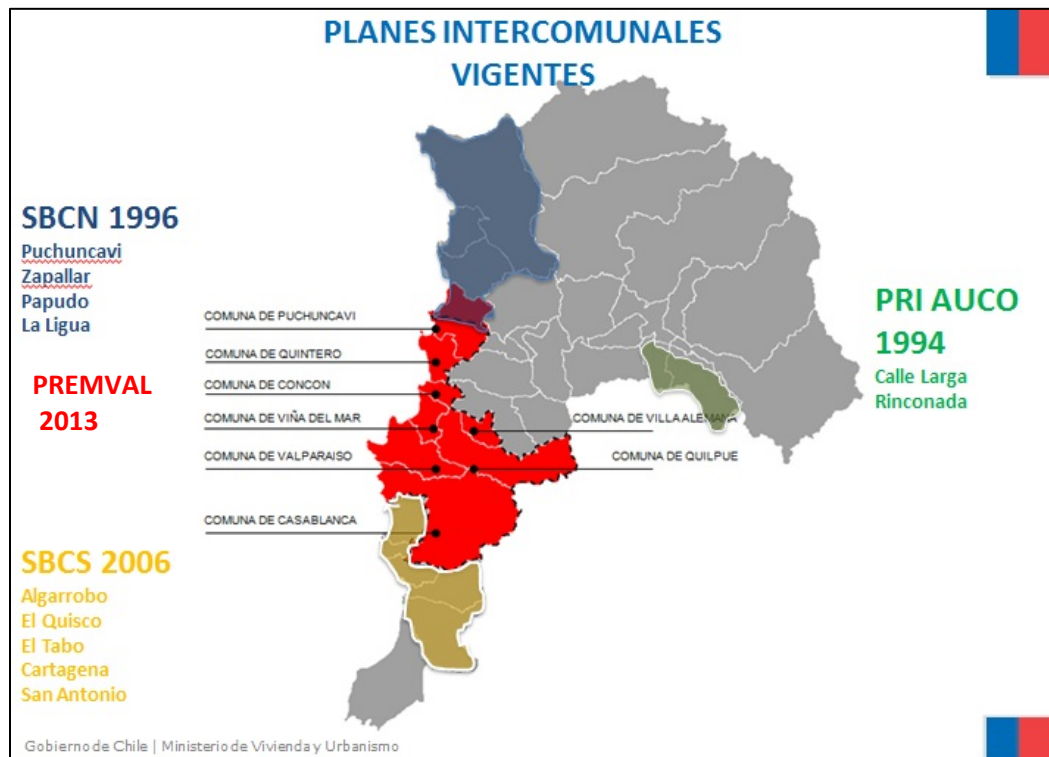 PLANES INTERCOMUNALES
VIGENTES
SBCN 1996
Puchuncavi
Zapallar
Papudo
La Ligua
PREMVAL
2013
COMUNA DE PUCHUNCAVI
COMUNA DE QUINTERO
COMUNA DE CONCON
COMUNA DE VIÑA DEL MAR
COMUNA DE VALPARAISO
COMUNA DE CASABLANCA
COMUNA DE VILLA ALEMANA
COMUNA DE QUILPUE
PRI AUCO
1994
Calle Larga
Rinconada
SBCS 2006
Algarrobo
El Quisco
El Tabo
Cartagena
San Antonio
Gobierno de Chile | Ministerio de Vivienda y Urbanismo